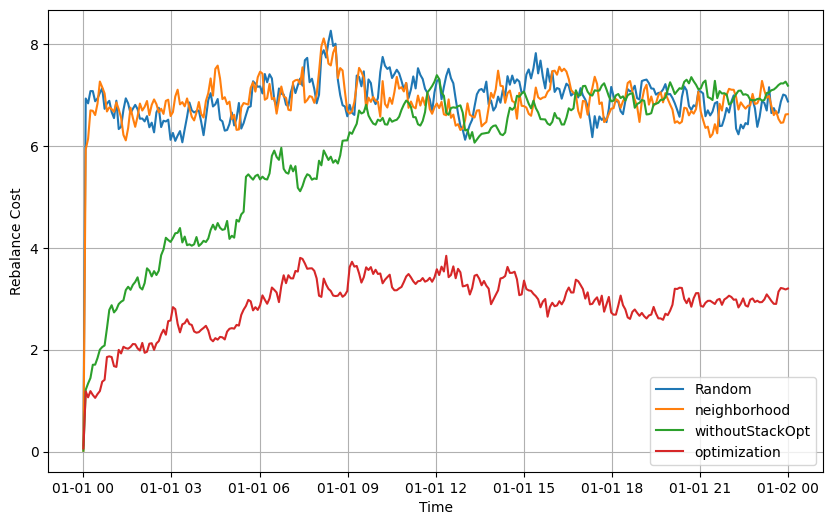 Rebalance Cost
8
6
4
2
0
01-01 00 01-01 03 01-01 06 01-01 09 01-01 12 01-01 15 01-01 18 01-01 21 01-02 00
Time
Random
neighborhood
withoutStackOpt
optimization